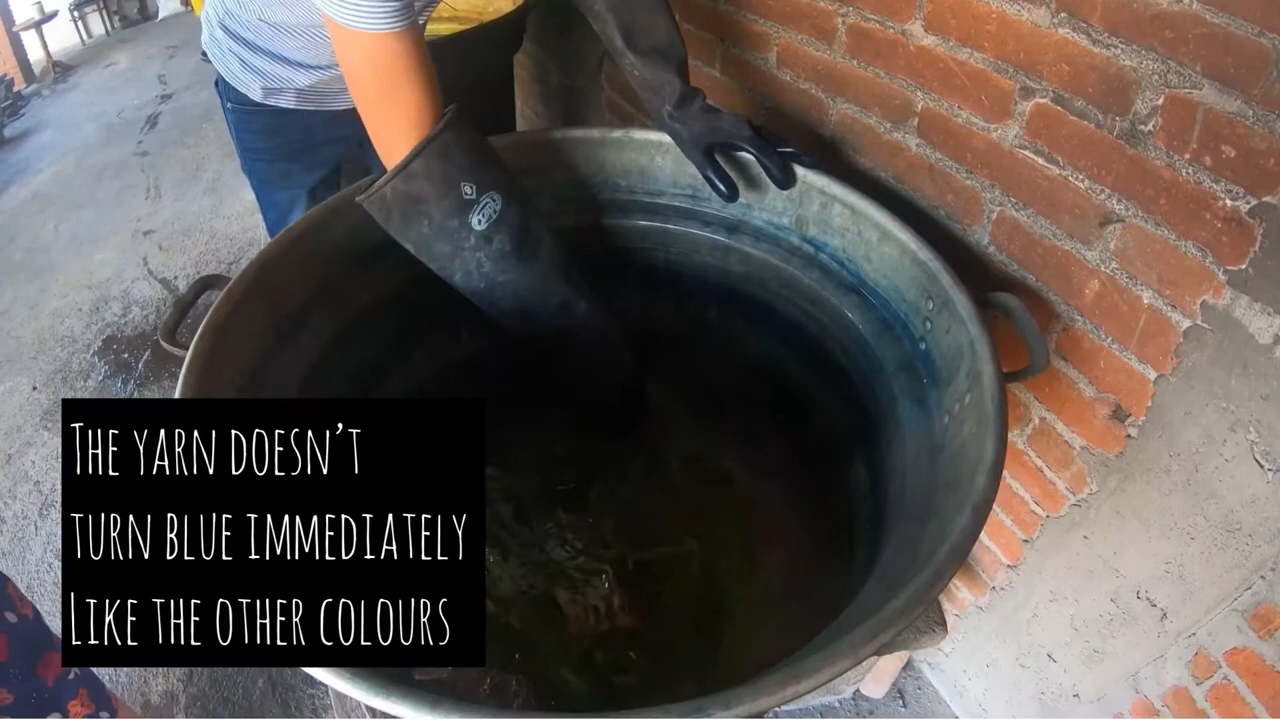 The yarn doesn't
turn blue immediately
Like the other colours